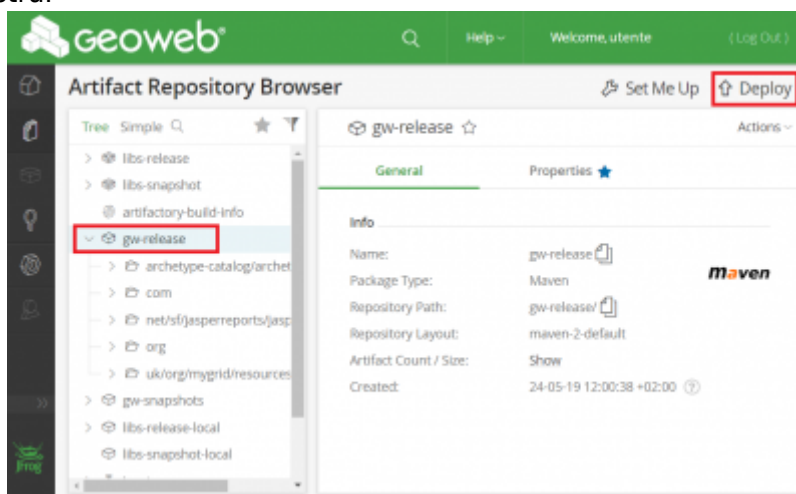 geoweb
Help
Welcome, utente
(Log Out)
Artifact Repository Browser
Set Me Up
Deploy
Tree Simple
libs-release
libs-snapshot
artifactory-build-info
gw-release
archetype-catalog/archet
com
net/sf/jasperreports/jasp
org
uk/org/mygrid/resources
gw-snapshots
libs-release-local
libs-snapshot-local
JFrog
gw-release
Actions
General
Properties
Info
Name: gw-release
Package Type: Maven
Repository Path: gw-release/
Repository Layout: maven-2-default
Artifact Count / Size: Show
Created: 24-05-19 12:00:38 +02:00
maven